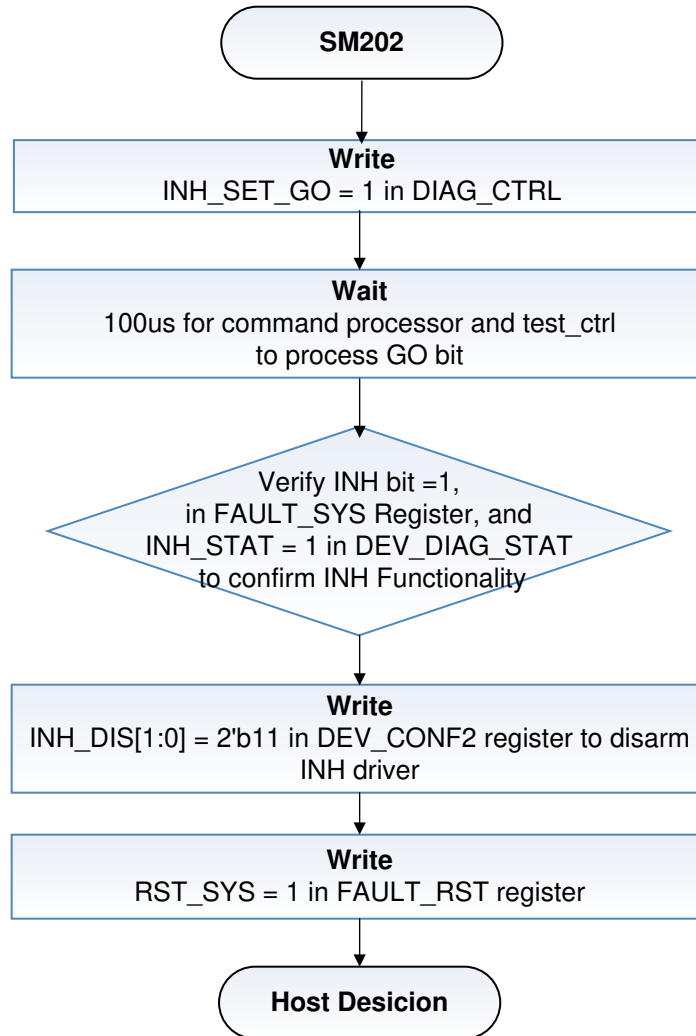 SM202
Write
INH_SET_GO = 1 in DIAG_CTRL
Wait
100us for command processor and test_ctrl
to process GO bit
Verify INH bit =1,
in FAULT_SYS Register, and
INH_STAT = 1 in DEV_DIAG_STAT
to confirm INH Functionality
Write
INH_DIS[1:0] = 2'b11 in DEV_CONF2 register to disarm
INH driver
Write
RST_SYS = 1 in FAULT_RST register
Host Desicion